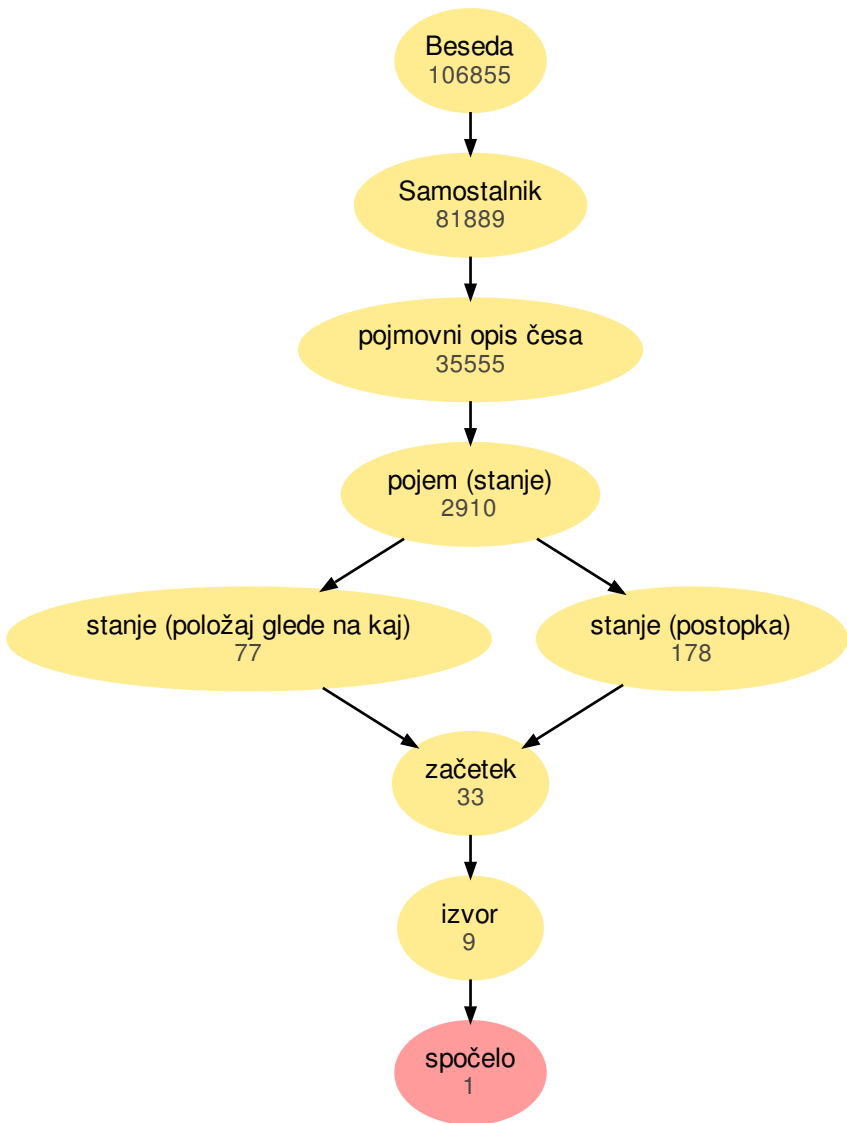 Beseda
106855
Samostalnik
81889
pojmovni opis česa
35555
pojem (stanje)
2910
stanje (položaj glede na kaj)
77
stanje (postopka)
178
začetek
33
izvor
9
spočelo
1